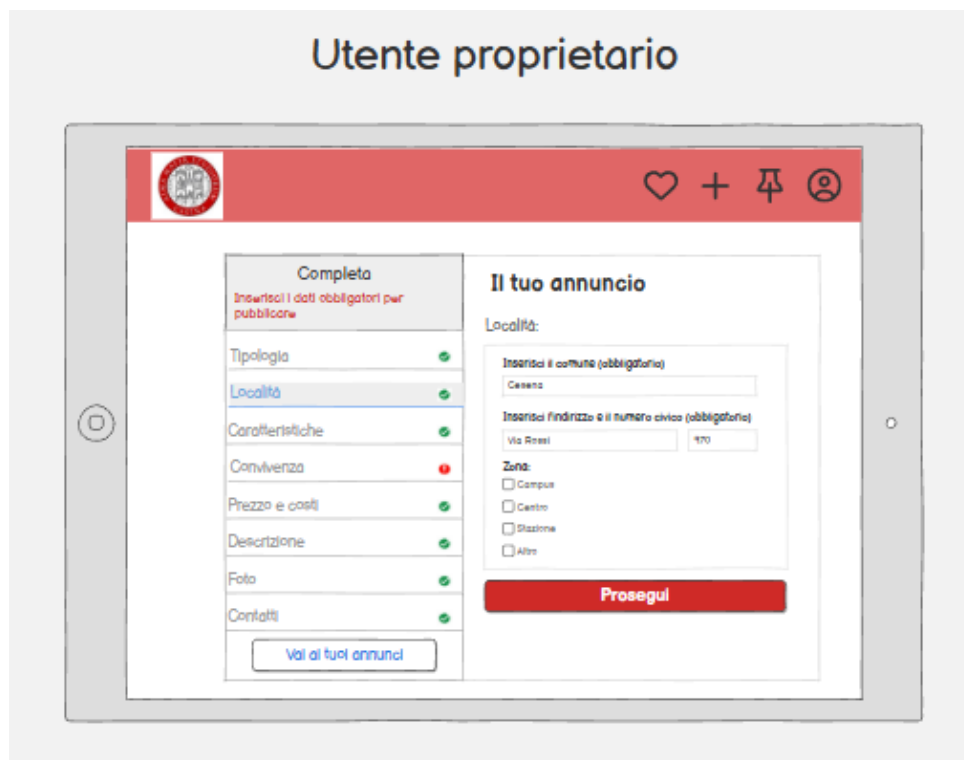 Utente proprietario
Completa
Inserisci i dati obbligatori per
pubblicare
Tipologia
Località
Caratteristiche
Convivenza
Prezzo e costi
Descrizione
Foto
Contatti
Vai ai tuoi annunci
Il tuo annuncio
Località:
Inserisci il comune (obbligatorio)
Cesena
Inserisci l'indirizzo e il numero civico (obbligatorio)
Via Rossi
Zona:
Campus
Centro
Stazione
Altro
Prosegui